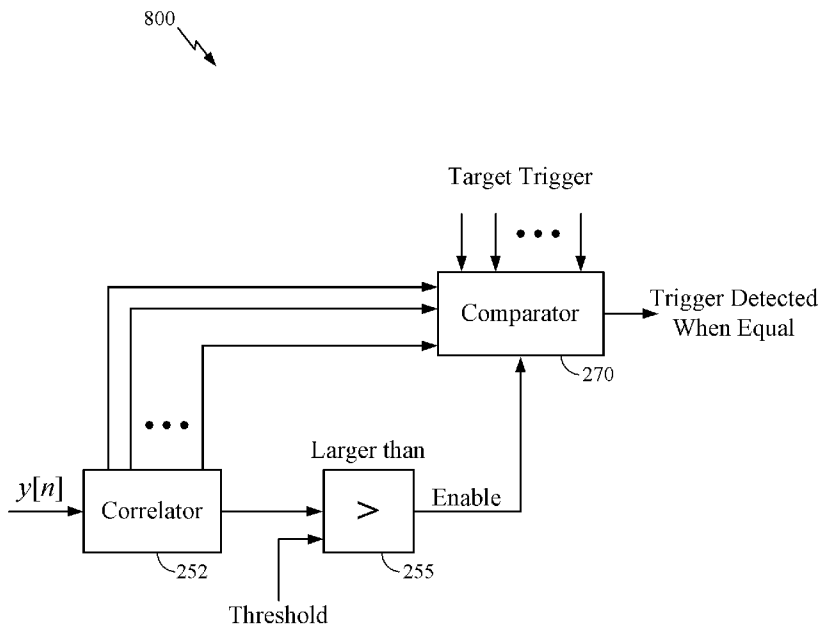 800
Target Trigger
Comparator
Trigger Detected
When Equal
270
Larger than
y[n]
Correlator
>
Enable
252
255
Threshold